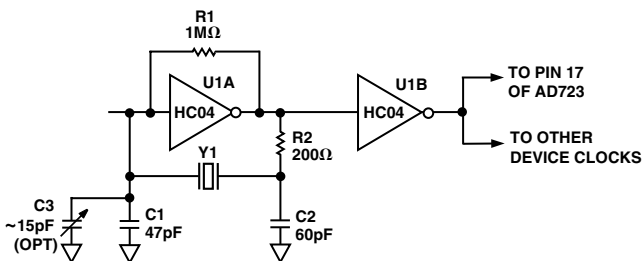 R1
1MΩ
U1A
HC04
U1B
HC04
TO PIN 17
OF AD723
TO OTHER
DEVICE CLOCKS
R2
200Ω
Y1
C3
~15pF
(OPT)
C1
47pF
C2
60pF